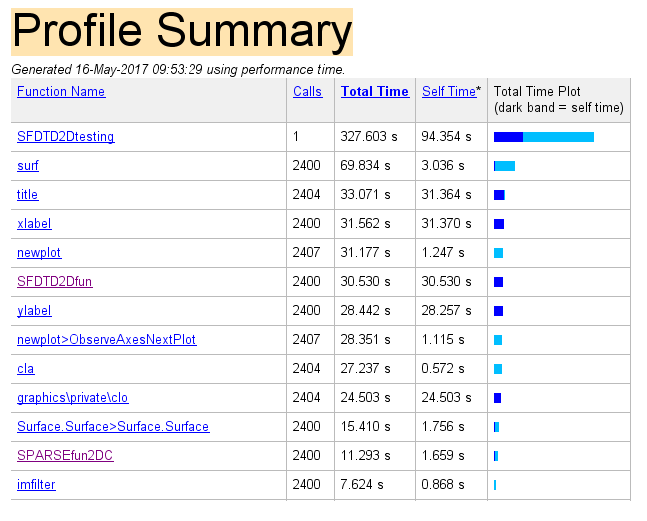 Profile Summary
Generated 16-May-2017 09:53:29 using performance time.
Function Name Calls Total Time Self Time* Total Time Plot
(dark band = self time)
SFDTD2Dtesting 1 327.603 s 94.354 s
surf 2400 69.834 s 3.036 s
title 2404 33.071 s 31.364 s
xlabel 2400 31.562 s 31.370 s
newplot 2407 31.177 s 1.247 s
SFDTD2Dfun 2400 30.530 s 30.530 s
ylabel 2400 28.442 s 28.257 s
newplot>ObserveAxesNextPlot 2407 28.351 s 1.115 s
cla 2404 27.237 s 0.572 s
graphics\private\clo 2404 24.503 s 24.503 s
Surface.Surface>Surface.Surface 2400 15.410 s 1.756 s
SPARSEfun2DC 2400 11.293 s 1.659 s
imfilter 2400 7.624 s 0.868 s